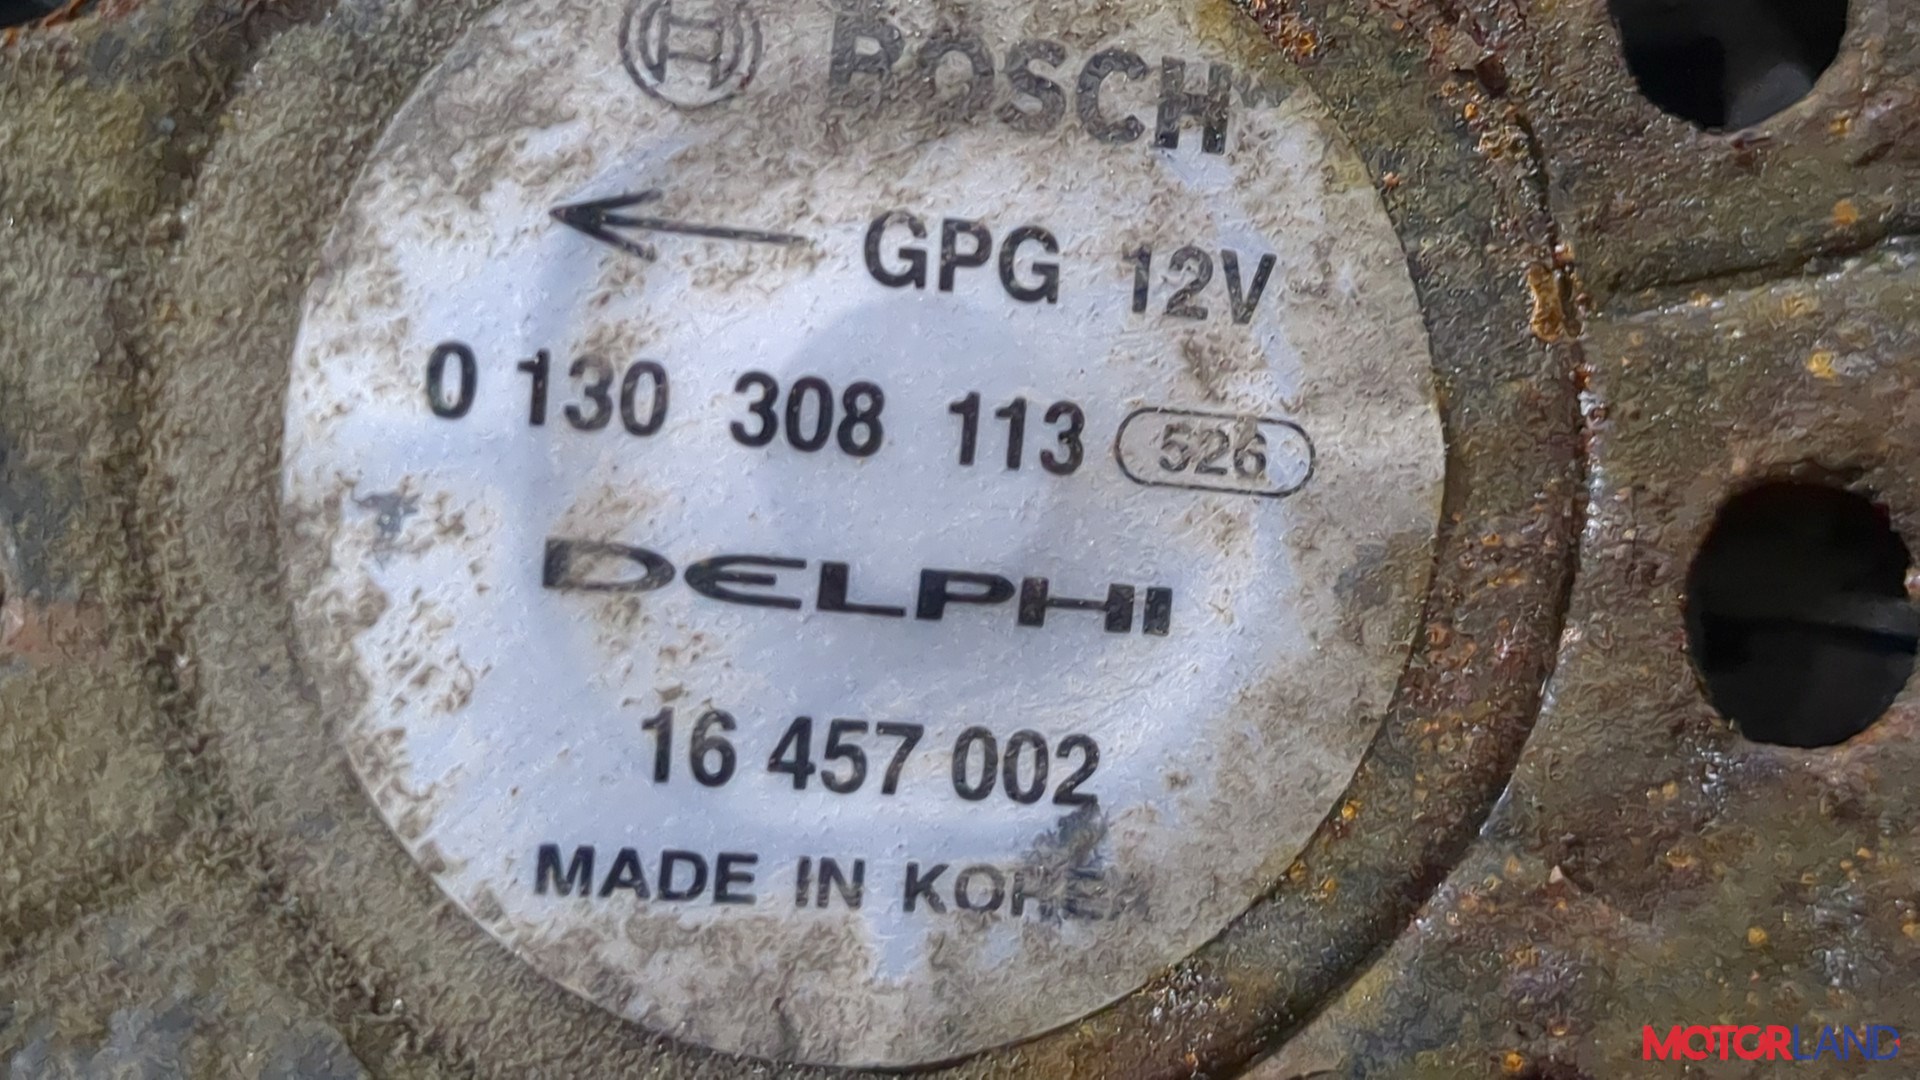 BOSCH
GPG 12V
0 130 308 113 526
DELPHI
16 457 002
MADE IN KOREA
MOTORLAND